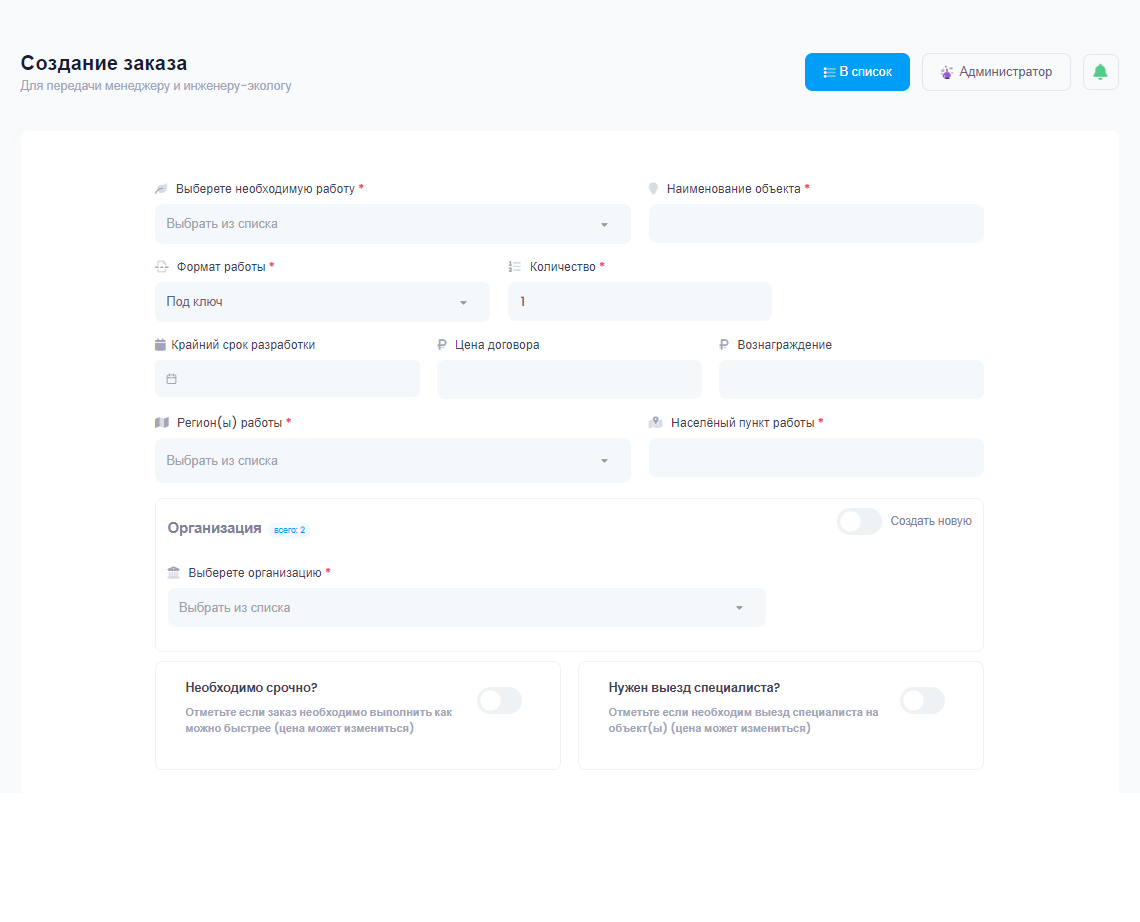 Создание заказа
Для передачи менеджеру и инженеру-экологу
В список
Администратор
Выберете необходимую работу *
Наименование объекта *
Выбрать из списка
Формат работы *
Количество *
Под ключ
1
Крайний срок разработки
Цена договора
Вознаграждение
Регион(ы) работы *
Населёный пункт работы *
Выбрать из списка
Организация
всего: 2
Создать новую
Выберете организацию *
Выбрать из списка
Необходимо срочно?
Отметьте если заказ необходимо выполнить как
можно быстрее (цена может измениться)
Нужен выезд специалиста?
Отметьте если необходим выезд специалиста на
объект(ы) (цена может измениться)